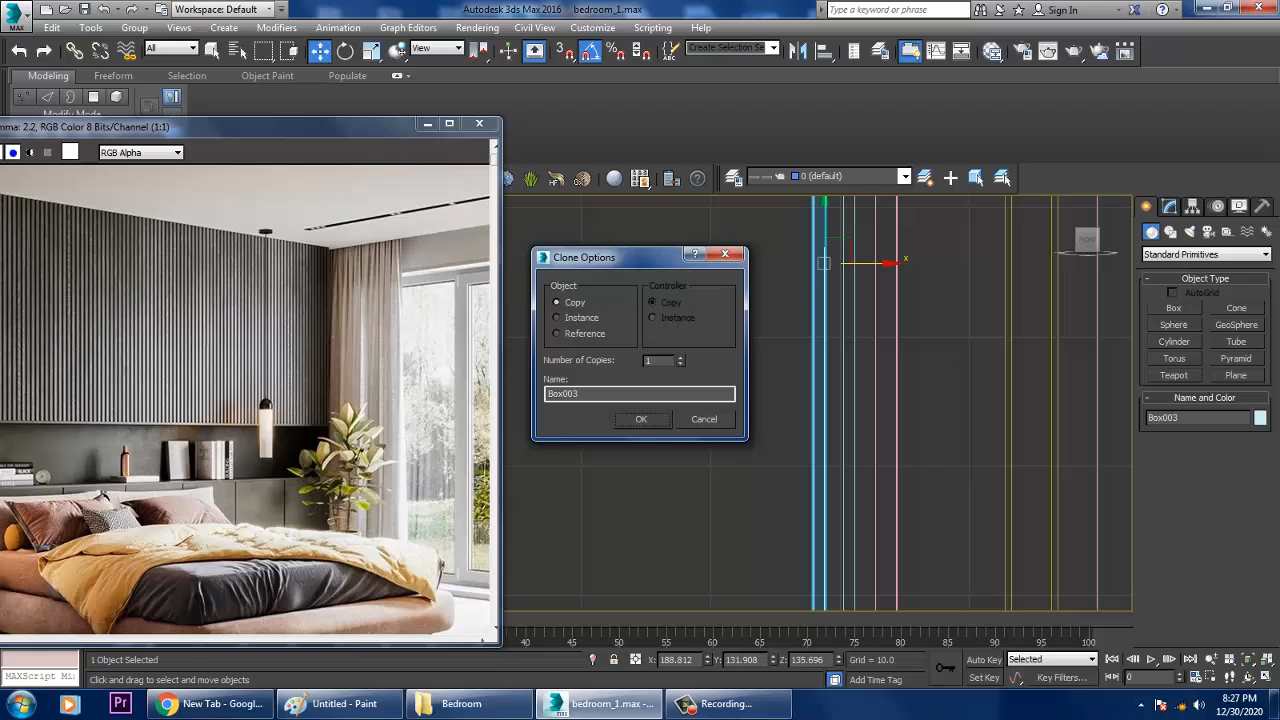 Workspace: Default
Autodesk 3ds Max 2016 bedroom_1.max
Type a keyword or phrase
Sign In
MAX
Edit Tools Group Views Create Modifiers Animation Graph Editors Rendering Civil View Customize Scripting Help
All
View
Create Selection Se
Modeling Freeform Selection Object Paint Populate
Modify Mode
mma: 2.2, RGB Color 8 Bits/Channel (1:1)
RGB Alpha
0 (default)
x
FRONT
Clone Options
Object
Copy
Instance
Reference
Controller
Copy
Instance
Number of Copies: 1
Name:
Box003
OK Cancel
Standard Primitives
Object Type
AutoGrid
Box Cone
Sphere GeoSphere
Cylinder Tube
Torus Pyramid
Teapot Plane
Name and Color
Box003
40 45 50 55 60 65 70 75 80 85 90 95 100
1 Object Selected
X: 188.812 Y: 131.908 Z: 135.696 Grid = 10.0
Auto Key Selected
MAXScript Mi
Click and drag to select and move objects
Add Time Tag
Set Key Key Filters...
0
New Tab - Googl...
Untitled - Paint
Bedroom
bedroom_1.max -...
Recording...
8:27 PM
12/30/2020